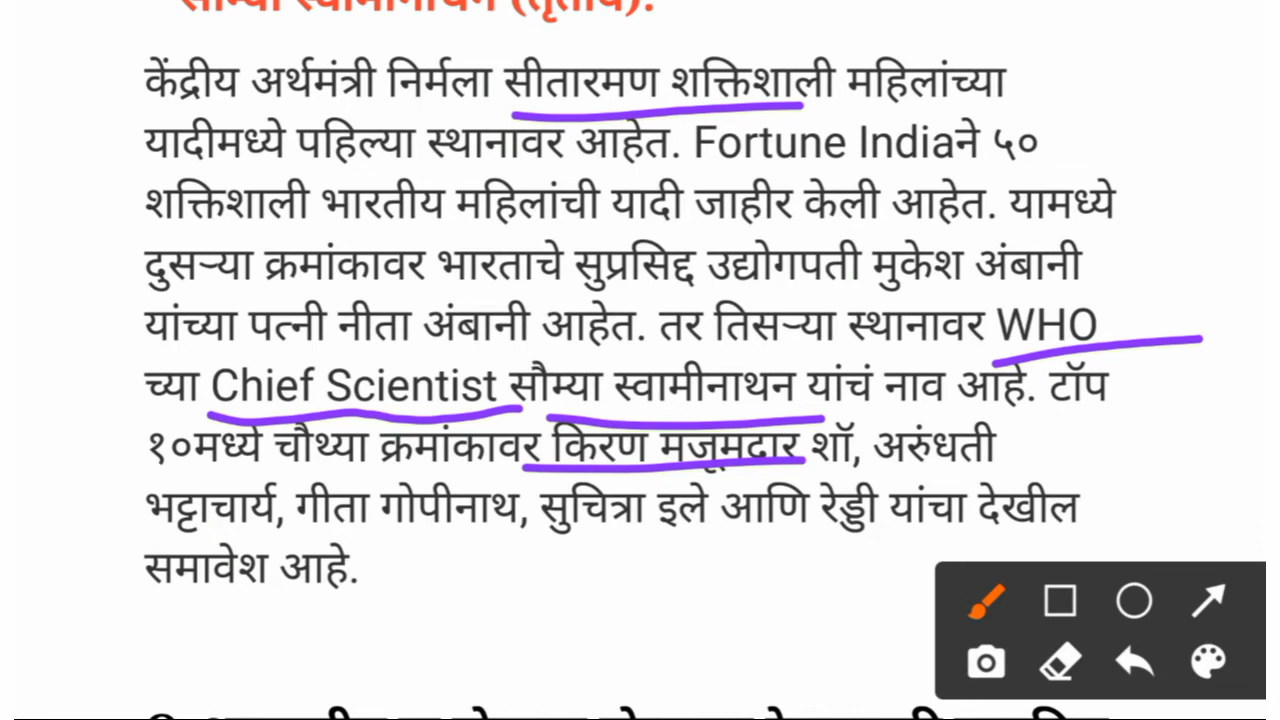 सौम्या स्वामीनाथन (तृतीय).
केंद्रीय अर्थमंत्री निर्मला सीतारमण शक्तिशाली महिलांच्या
यादीमध्ये पहिल्या स्थानावर आहेत. Fortune Indiaने ५०
शक्तिशाली भारतीय महिलांची यादी जाहीर केली आहेत. यामध्ये
दुसऱ्या क्रमांकावर भारताचे सुप्रसिद्द उद्योगपती मुकेश अंबानी
यांच्या पत्नी नीता अंबानी आहेत. तर तिसऱ्या स्थानावर WHO
च्या Chief Scientist सौम्या स्वामीनाथन यांचं नाव आहे. टॉप
१०मध्ये चौथ्या क्रमांकावर किरण मजूमदार शॉ, अरुंधती
भट्टाचार्य, गीता गोपीनाथ, सुचित्रा इले आणि रेड्डी यांचा देखील
समावेश आहे.